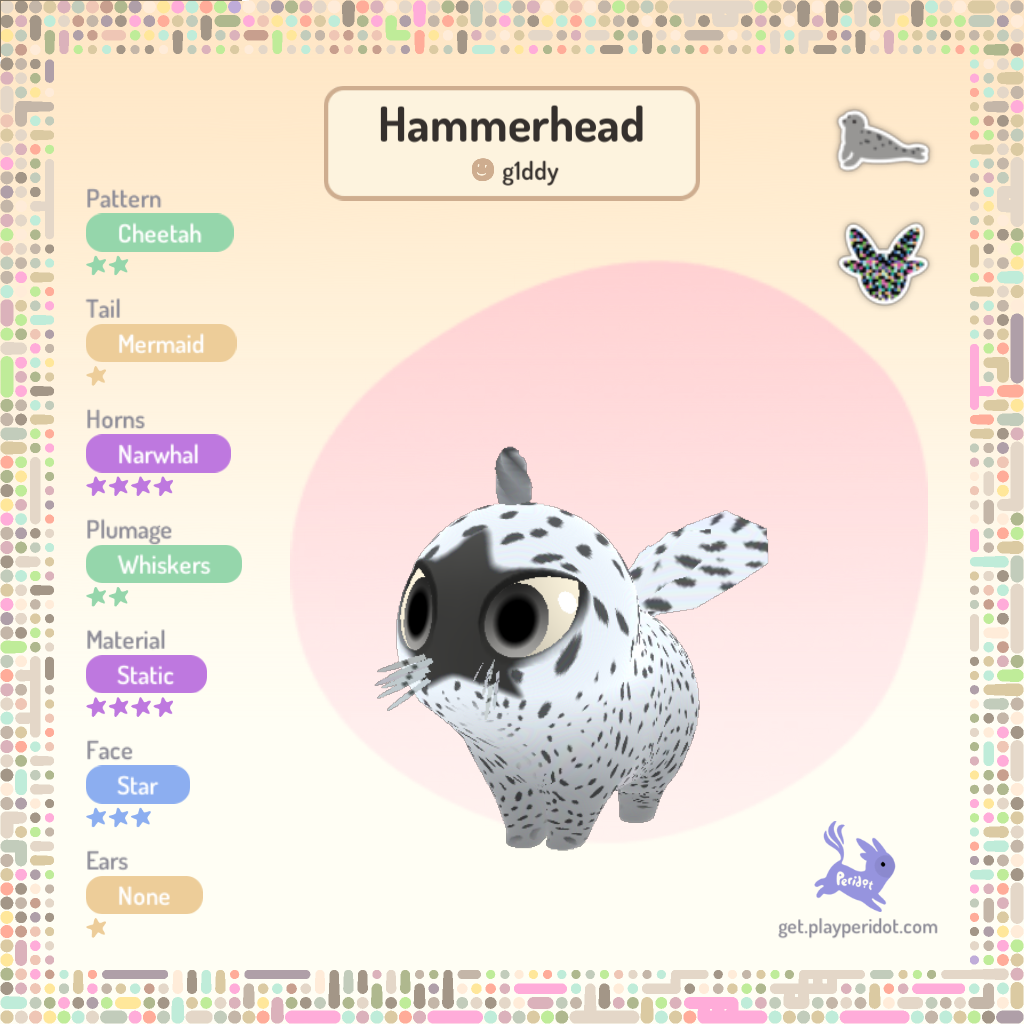 Hammerhead
g1ddy
Pattern
Cheetah
Tail
Mermaid
Horns
Narwhal
Plumage
Whiskers
Material
Static
Face
Star
Ears
None
Peridot
get.playperidot.com